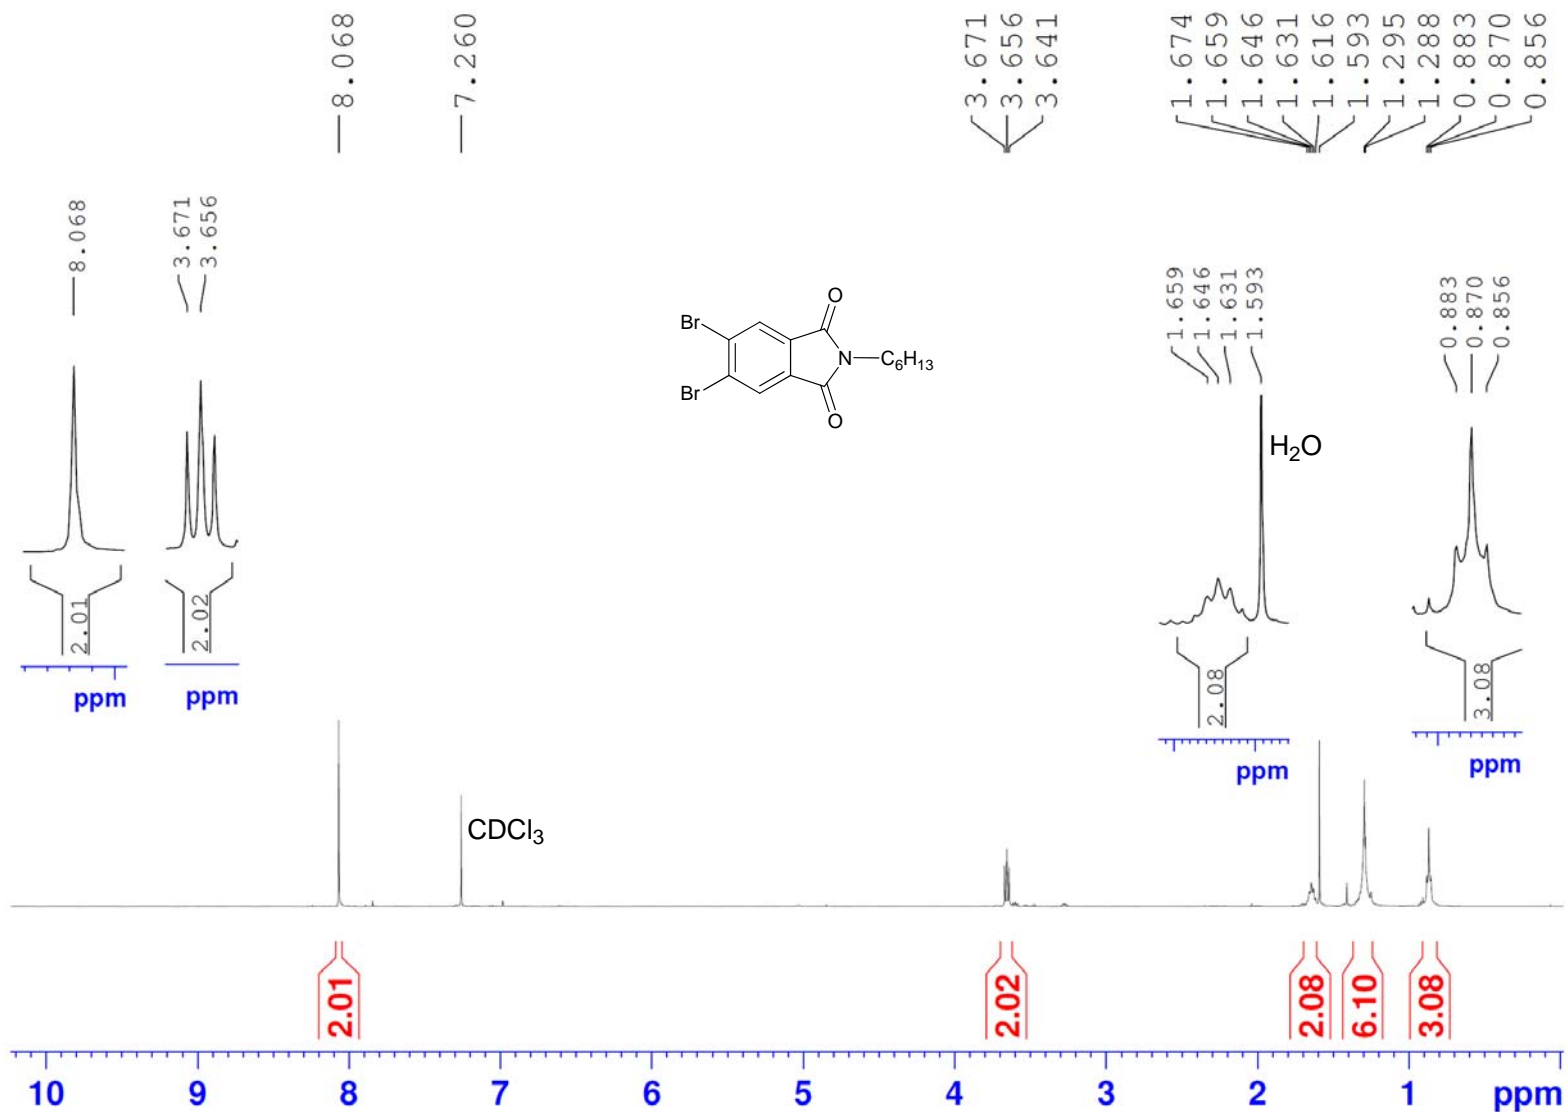 8.068
7.260
3.671
3.656
3.641
1.674
1.659
1.646
1.631
1.616
1.593
1.295
1.288
0.883
0.870
0.856
8.068
3.671
3.656
1.659
1.646
1.631
1.593
0.883
0.870
0.856
O
Br
N
C6H13
Br
O
H2O
2.01
2.02
2.08
3.08
ppm
ppm
ppm
ppm
CDCl3
2.01
2.02
2.08
6.10
3.08
10 9 8 7 6 5 4 3 2 1 ppm